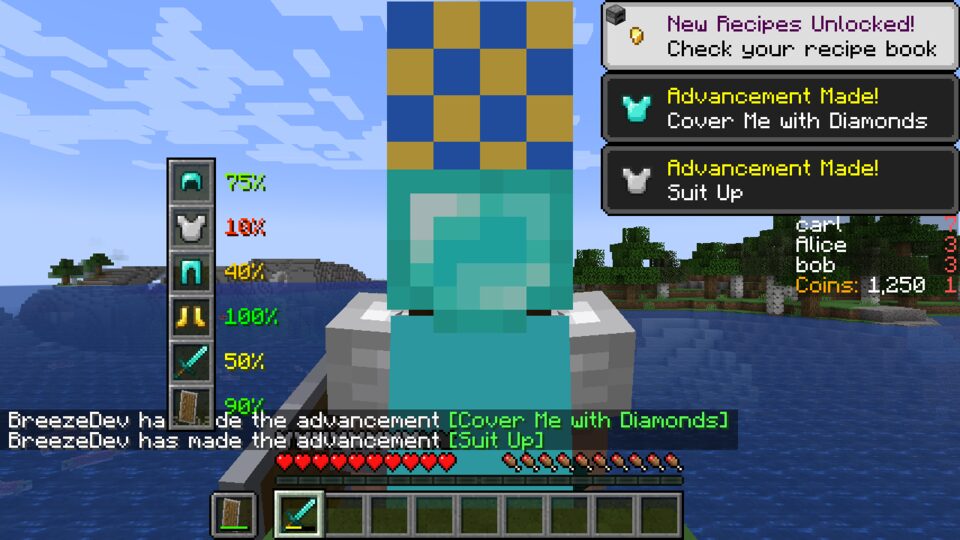 New Recipes Unlocked!
Check your recipe book
Advancement Made!
Cover Me with Diamonds
Advancement Made!
Suit Up
75%
10%
40%
100%
50%
90%
carl 7
Alice 3
bob 3
Coins: 1,250 1
BreezeDev has made the advancement [Cover Me with Diamonds]
BreezeDev has made the advancement [Suit Up]